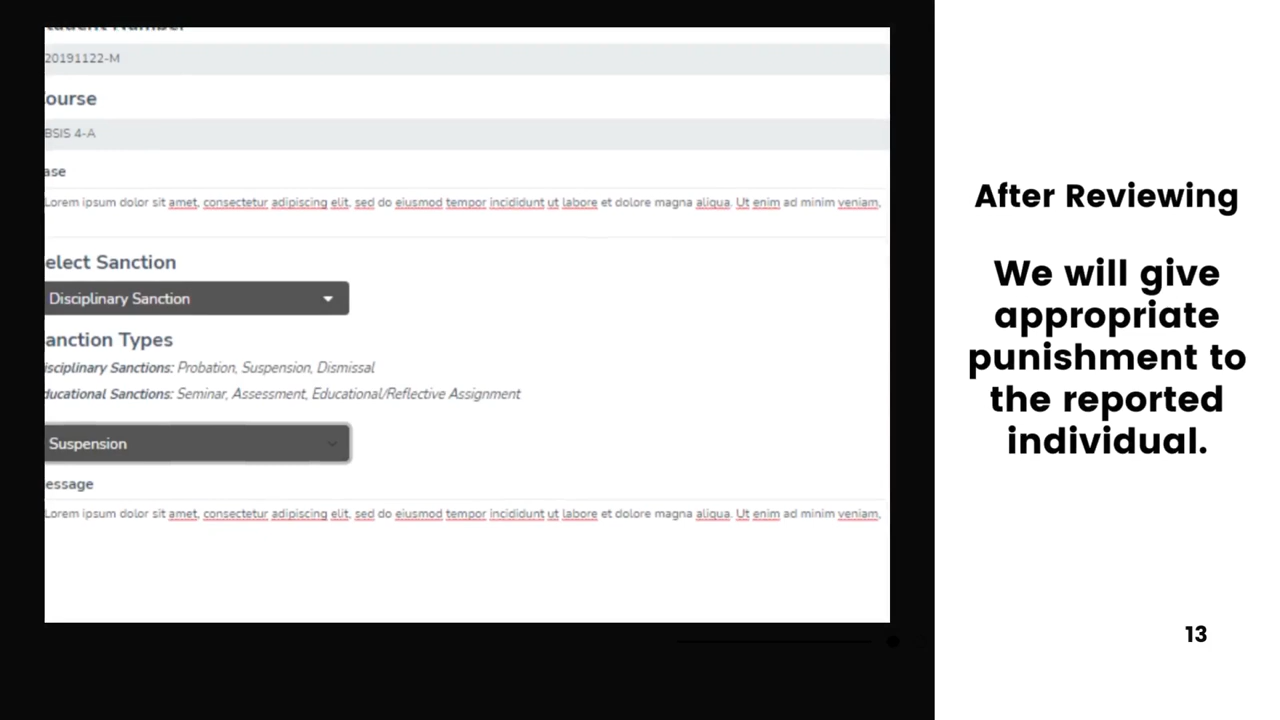 Student Number
20191122-M
Course
BSIS 4-A
ase
Lorem ipsum dolor sit amet, consectetur adipiscing elit, sed do eiusmod tempor incididunt ut labore et dolore magna aliqua. Ut enim ad minim veniam,
elect Sanction
Disciplinary Sanction
anction Types
isciplinary Sanctions: Probation, Suspension, Dismissal
ducational Sanctions: Seminar, Assessment, Educational/Reflective Assignment
Suspension
essage
Lorem ipsum dolor sit amet, consectetur adipiscing elit, sed do eiusmod tempor incididunt ut labore et dolore magna aliqua. Ut enim ad minim veniam,
After Reviewing
We will give
appropriate
punishment to
the reported
individual.
13